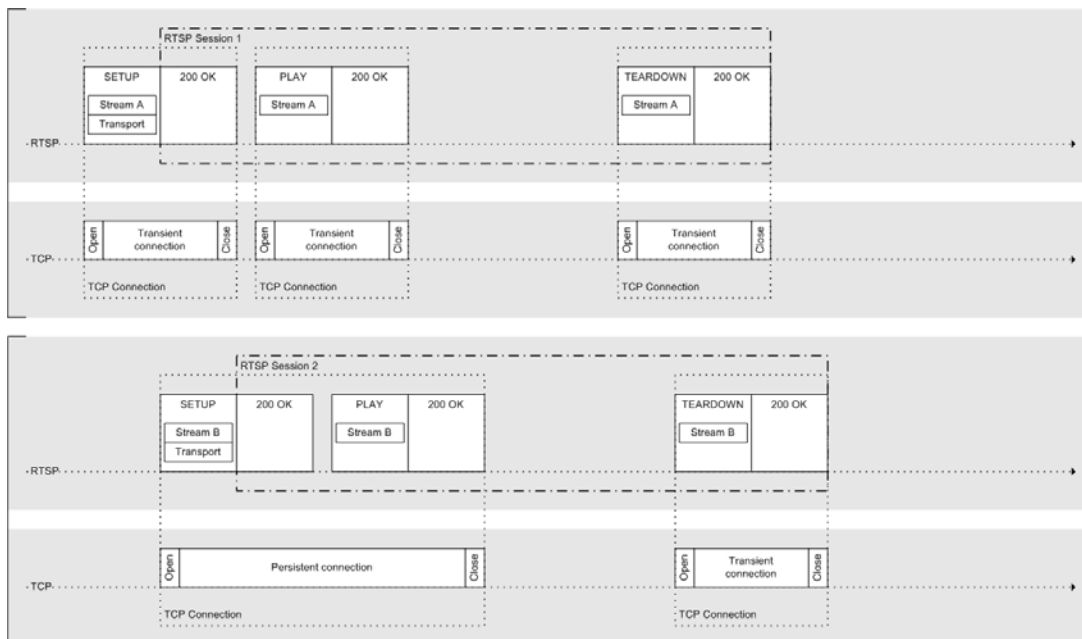 RTSP Session 1
SETUP 200 OK PLAY 200 OK TEARDOWN 200 OK
Stream A Stream A Stream A
Transport
RTSP
Open Transient connection Close Open Transient connection Close Open Transient connection Close
TCP
TCP Connection TCP Connection TCP Connection
RTSP Session 2
SETUP 200 OK PLAY 200 OK TEARDOWN 200 OK
Stream B Stream B Stream B
Transport
RTSP
Open Persistent connection Close Open Transient connection Close
TCP
TCP Connection TCP Connection